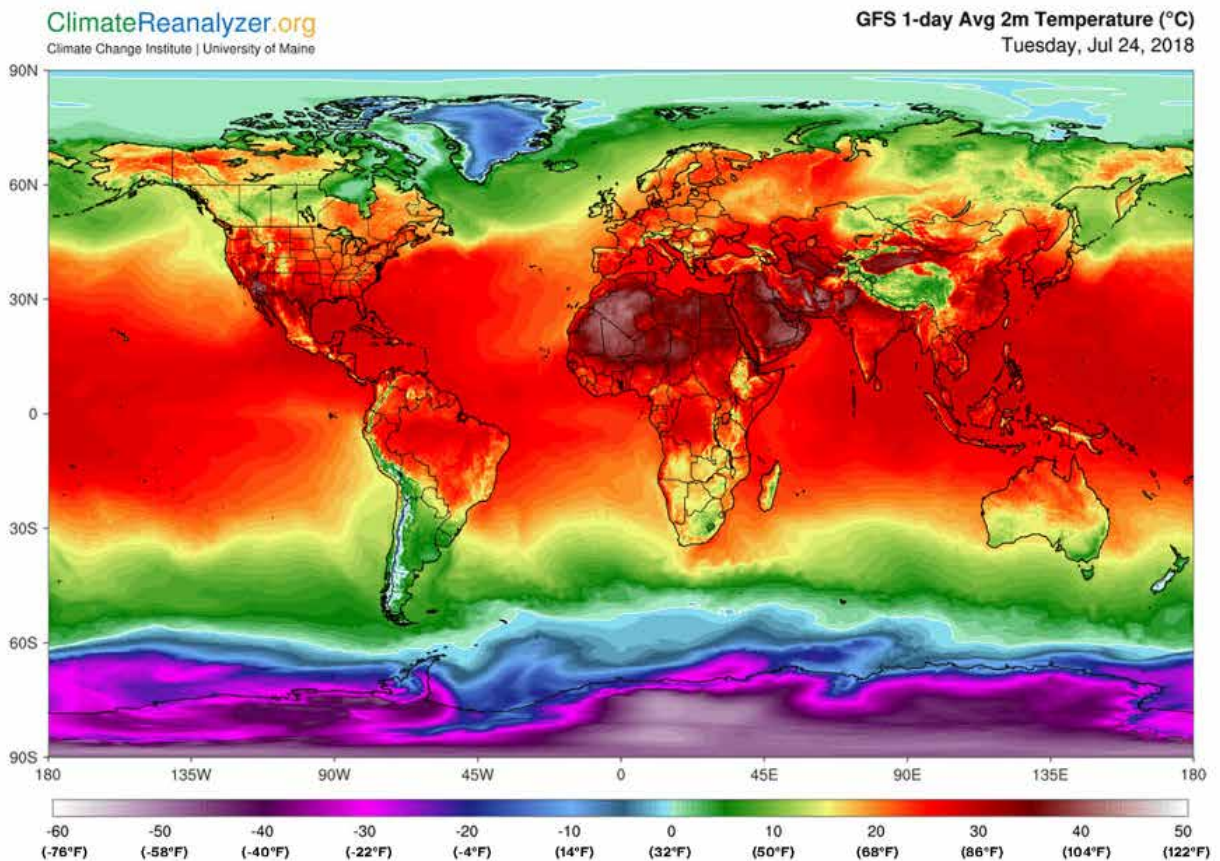 ClimateReanalyzer.org
Climate Change Institute | University of Maine
GFS 1-day Avg 2m Temperature (°C)
Tuesday, Jul 24, 2018
90N
60N
30N
0
30S
60S
90S
180 135W 90W 45W 0 45E 90E 135E 180
-60 -50 -40 -30 -20 -10 0 10 20 30 40 50
(-76°F) (-58°F) (-40°F) (-22°F) (-4°F) (14°F) (32°F) (50°F) (68°F) (86°F) (104°F) (122°F)